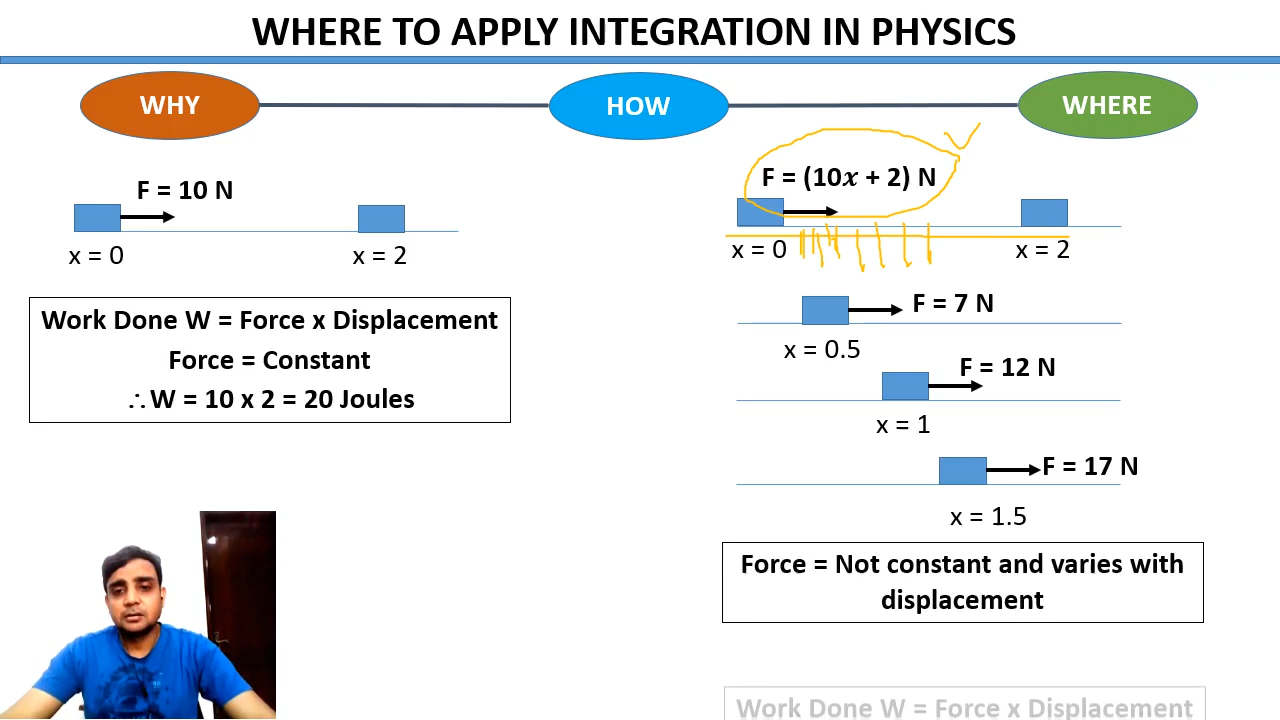 WHERE TO APPLY INTEGRATION IN PHYSICS
WHY
HOW
WHERE
F = 10 N
x = 0
x = 2
Work Done W = Force x Displacement
Force = Constant
∴ W = 10 x 2 = 20 Joules
F = (10𝑥 + 2) N
x = 0
x = 2
F = 7 N
x = 0.5
F = 12 N
x = 1
F = 17 N
x = 1.5
Force = Not constant and varies with
displacement
Work Done W = Force x Displacement